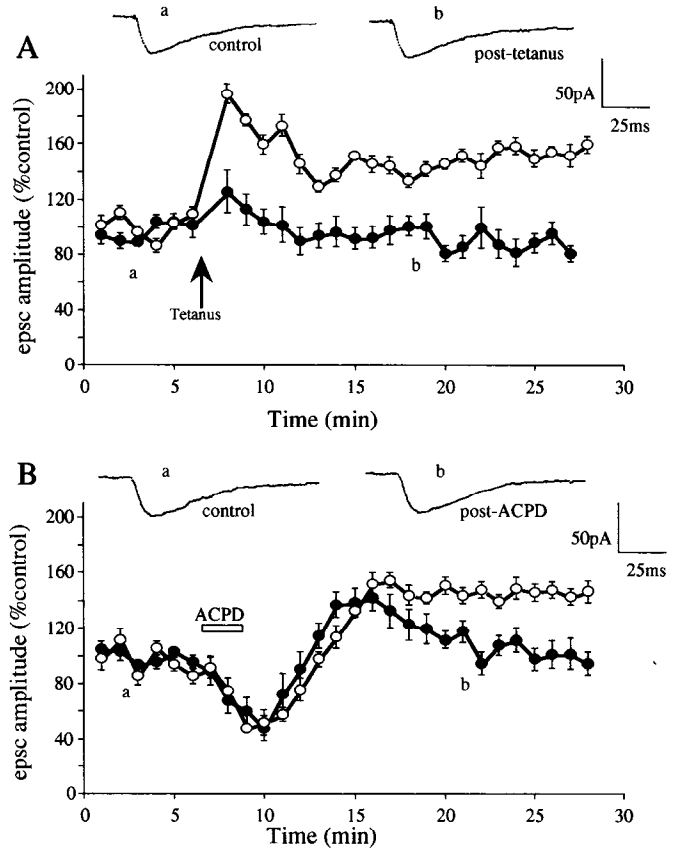 A
a
control
b
post-tetanus
50pA
25ms
epsc amplitude (%control)
200
160
120
80
40
0
a
b
Tetanus
0 5 10 15 20 25 30
Time (min)
B
a
control
b
post-ACPD
50pA
25ms
epsc amplitude (%control)
200
160
120
80
40
0
ACPD
a
b
0 5 10 15 20 25 30
Time (min)